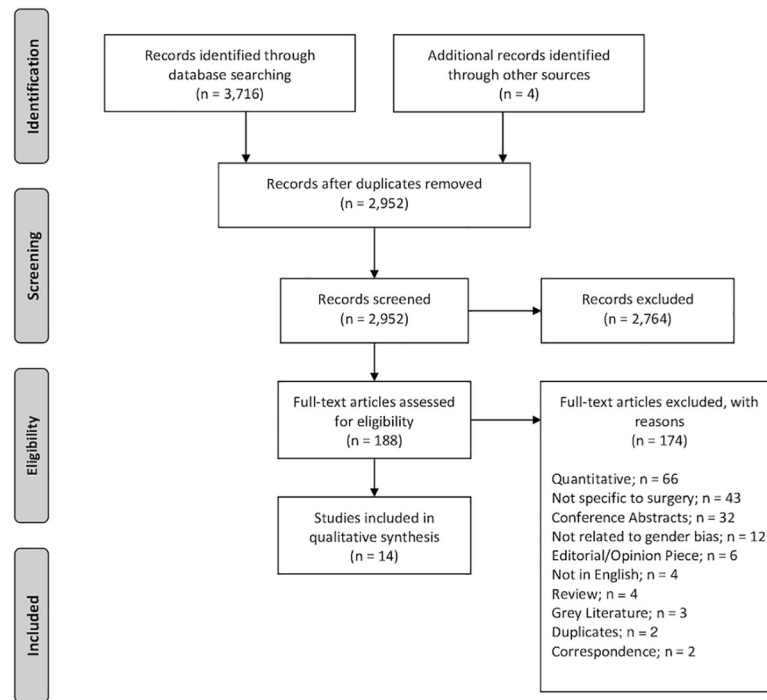 Identification
Records identified through
database searching
(n = 3,716)
Additional records identified
through other sources
(n = 4)
Records after duplicates removed
(n = 2,952)
Screening
Records screened
(n = 2,952)
Records excluded
(n = 2,764)
Eligibility
Full-text articles assessed
for eligibility
(n = 188)
Full-text articles excluded, with
reasons
(n = 174)
Quantitative; n = 66
Not specific to surgery; n = 43
Conference Abstracts; n = 32
Not related to gender bias; n = 12
Editorial/Opinion Piece; n = 6
Not in English; n = 4
Review; n = 4
Grey Literature; n = 3
Duplicates; n = 2
Correspondence; n = 2
Studies included in
qualitative synthesis
(n = 14)
Included